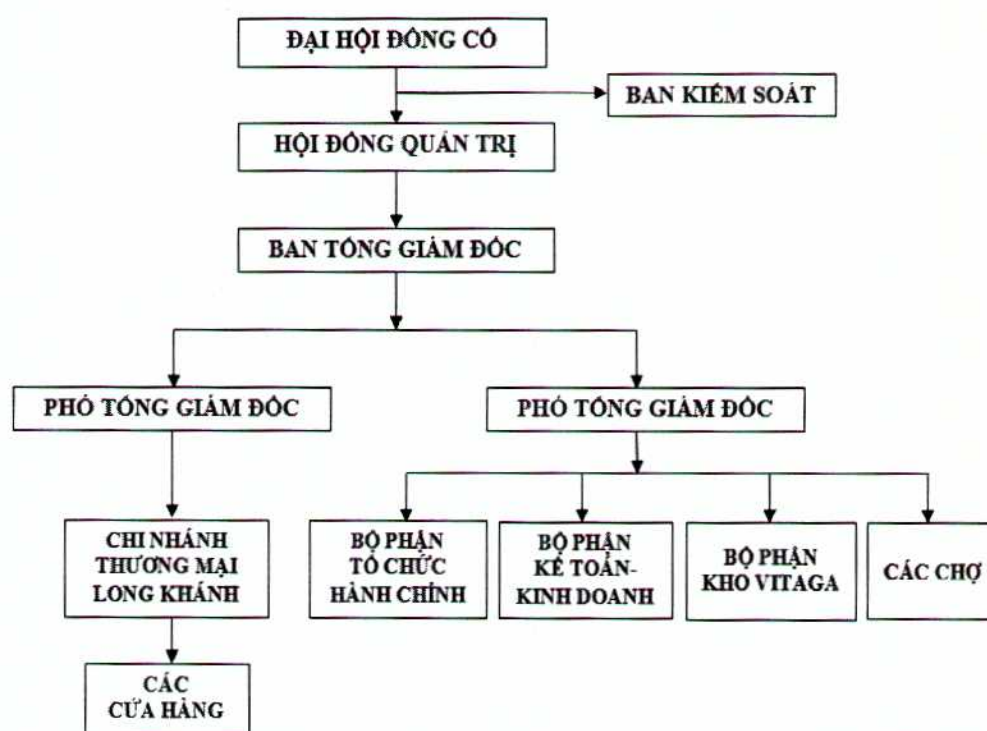 ĐẠI HỘI ĐỒNG CỔ
BAN KIỂM SOÁT
HỘI ĐỒNG QUẢN TRỊ
BAN TỔNG GIÁM ĐỐC
PHÓ TỔNG GIÁM ĐỐC
PHÓ TỔNG GIÁM ĐỐC
CHI NHÁNH
THƯƠNG MẠI
LONG KHÁNH
BỘ PHẬN
TỔ CHỨC
HÀNH CHÍNH
BỘ PHẬN
KẾ TOÁN-
KINH DOANH
BỘ PHẬN
KHO VITAGA
CÁC CHỢ
CÁC
CỬA HÀNG